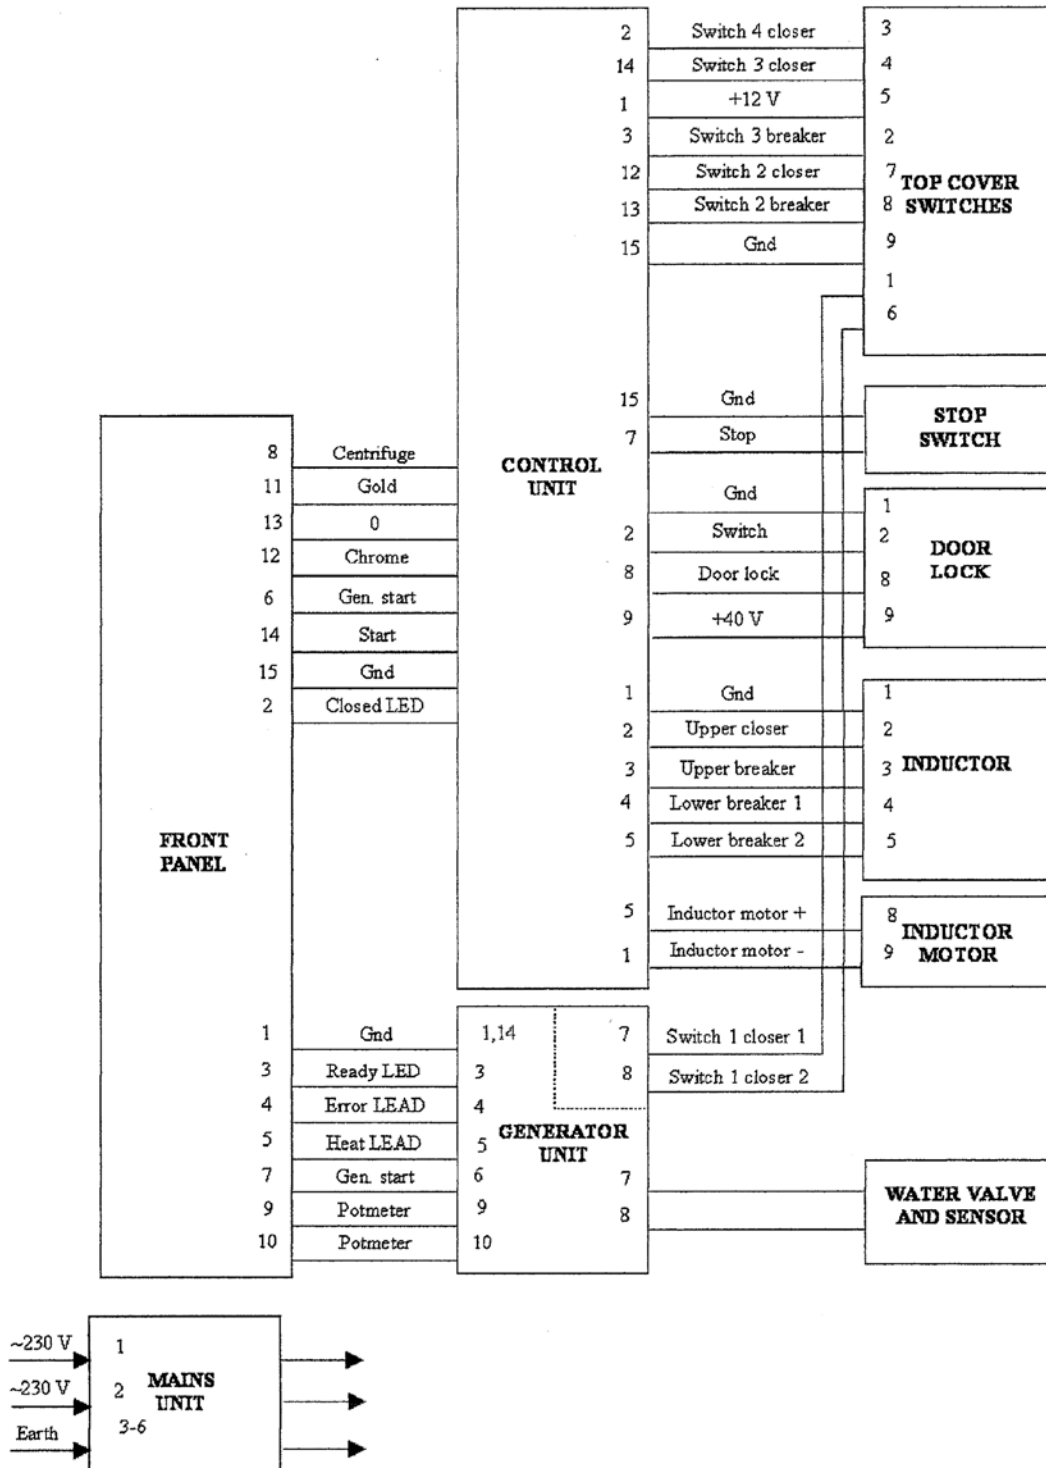 2 Switch 4 closer 3
14 Switch 3 closer 4
1 +12 V 5
3 Switch 3 breaker 2
12 Switch 2 closer 7
13 Switch 2 breaker 8
15 Gnd 9
1
6
TOP COVER
SWITCHES
15 Gnd
7 Stop
STOP
SWITCH
CONTROL
UNIT
Gnd 1
2 Switch 2
8 Door lock 8
9 +40 V 9
DOOR
LOCK
8 Centrifuge
11 Gold
13 0
12 Chrome
6 Gen. start
14 Start
15 Gnd
2 Closed LED
1 Gnd 1
2 Upper closer 2
3 Upper breaker 3
4 Lower breaker 1 4
5 Lower breaker 2 5
INDUCTOR
FRONT
PANEL
5 Inductor motor + 8
1 Inductor motor - 9
INDUCTOR
MOTOR
1 Gnd 1,14
3 Ready LED 3
4 Error LEAD 4
5 Heat LEAD 5
7 Gen. start 6
9 Potmeter 9
10 Potmeter 10
7 Switch 1 closer 1
8 Switch 1 closer 2
GENERATOR
UNIT
7
8
WATER VALVE
AND SENSOR
~230 V 1
~230 V 2
Earth 3-6
MAINS
UNIT